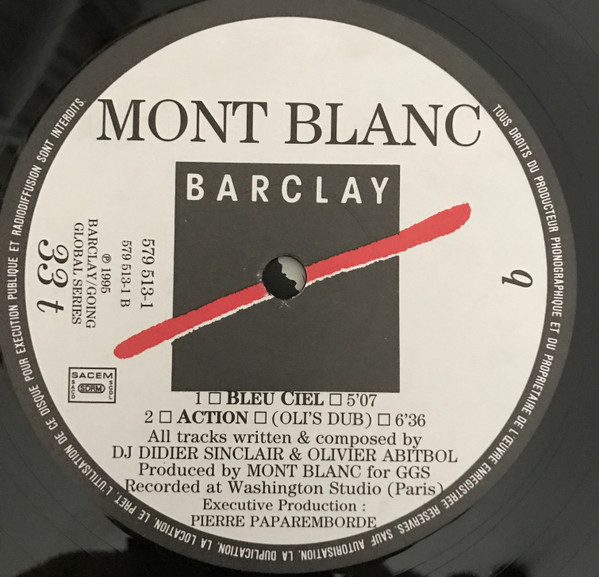 MONT BLANC
BARCLAY
579 513-1
579 513-1 B
℗ 1995
BARCLAY/GOING
GLOBAL SERIES
33 t
b
SACEM
SACD
SDRM
SCAM
SGDL
1 □ BLEU CIEL □ 5'07
2 □ ACTION □ (OLI'S DUB) □ 6'36
All tracks written & composed by
DJ DIDIER SINCLAIR & OLIVIER ABITBOL
Produced by MONT BLANC for GGS
Recorded at Washington Studio (Paris)
Executive Production :
PIERRE PAPAREMBORDE
TOUS DROITS DU PRODUCTEUR PHONOGRAPHIQUE ET DU PROPRIETAIRE DE L'ŒUVRE ENREGISTREE RESERVES. SAUF AUTORISATION, LA DUPLICATION, LA LOCATION, LE PRET, L'UTILISATION DE CE DISQUE POUR EXECUTION PUBLIQUE ET RADIODIFFUSION SONT INTERDITS.